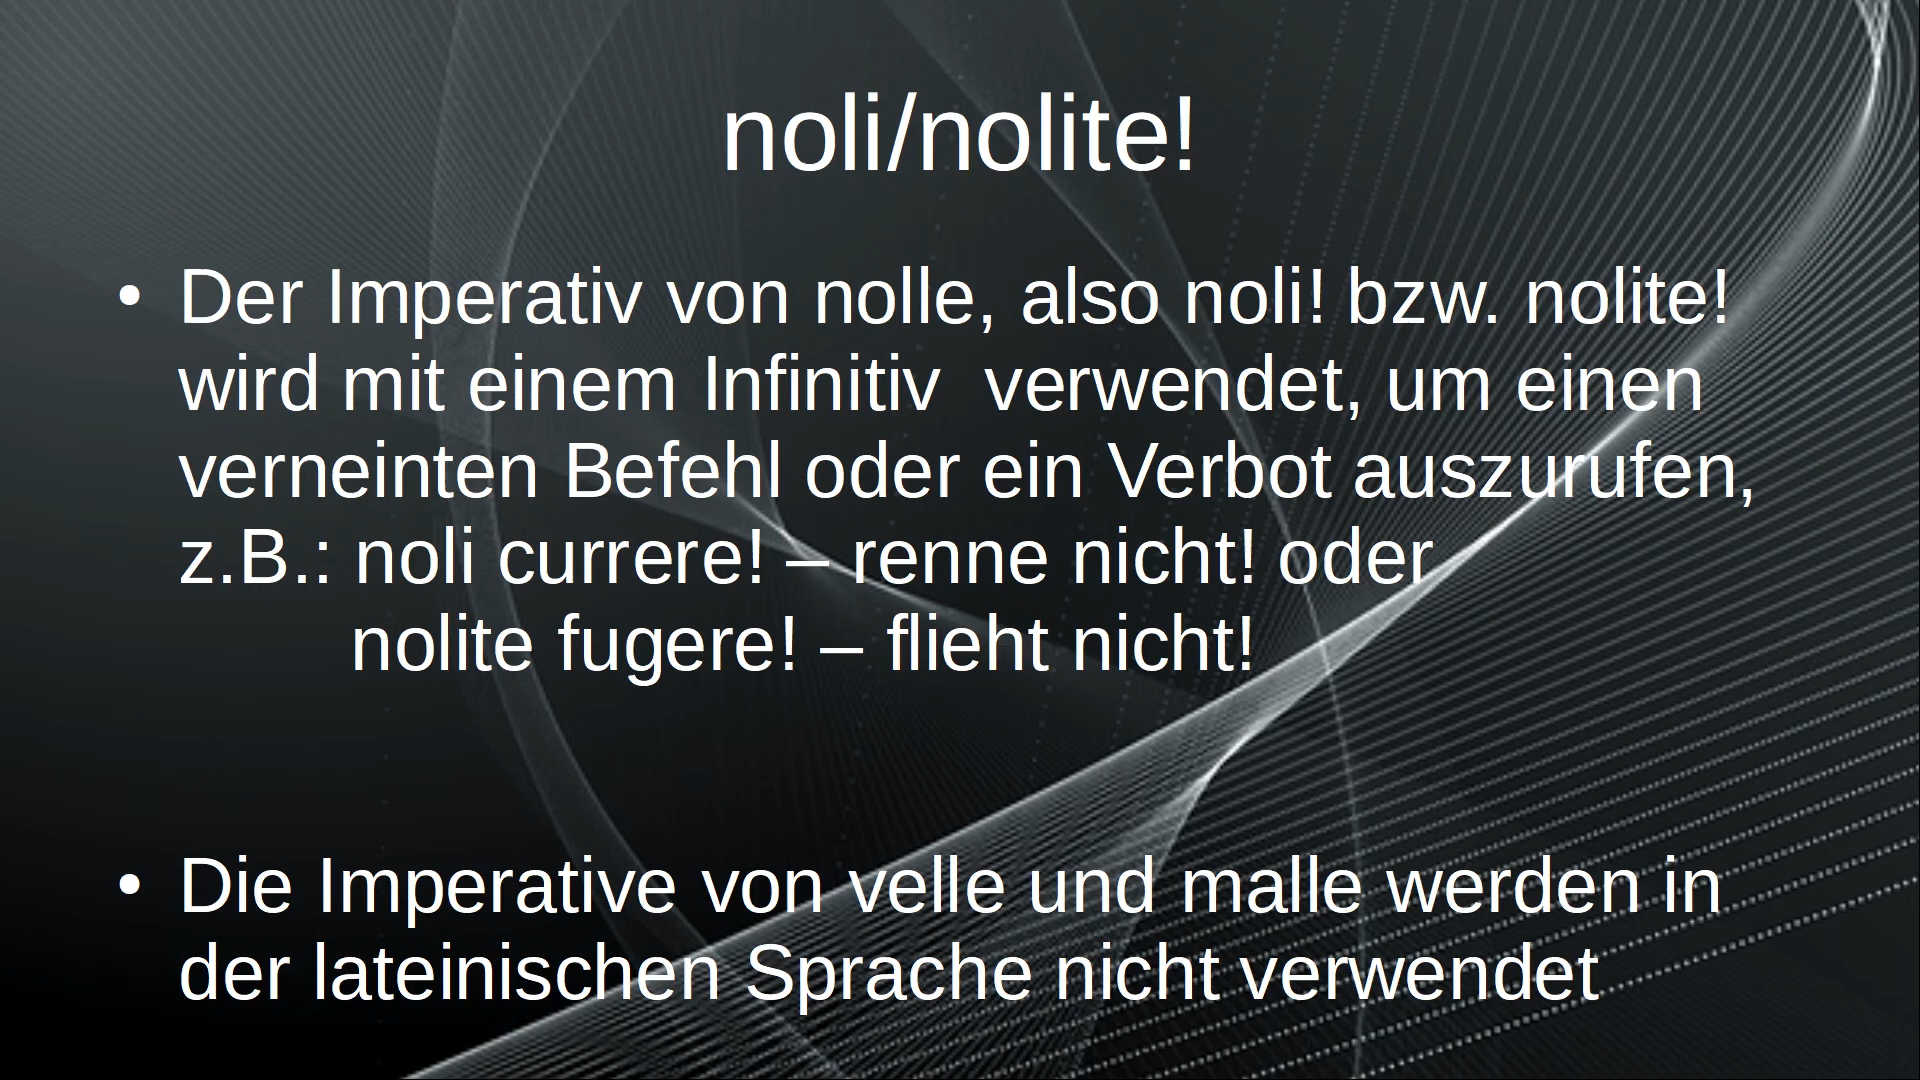 noli/nolite!
• Der Imperativ von nolle, also noli! bzw. nolite!
wird mit einem Infinitiv  verwendet, um einen
verneinten Befehl oder ein Verbot auszurufen,
z.B.: noli currere! – renne nicht! oder
nolite fugere! – flieht nicht!
• Die Imperative von velle und malle werden in
der lateinischen Sprache nicht verwendet